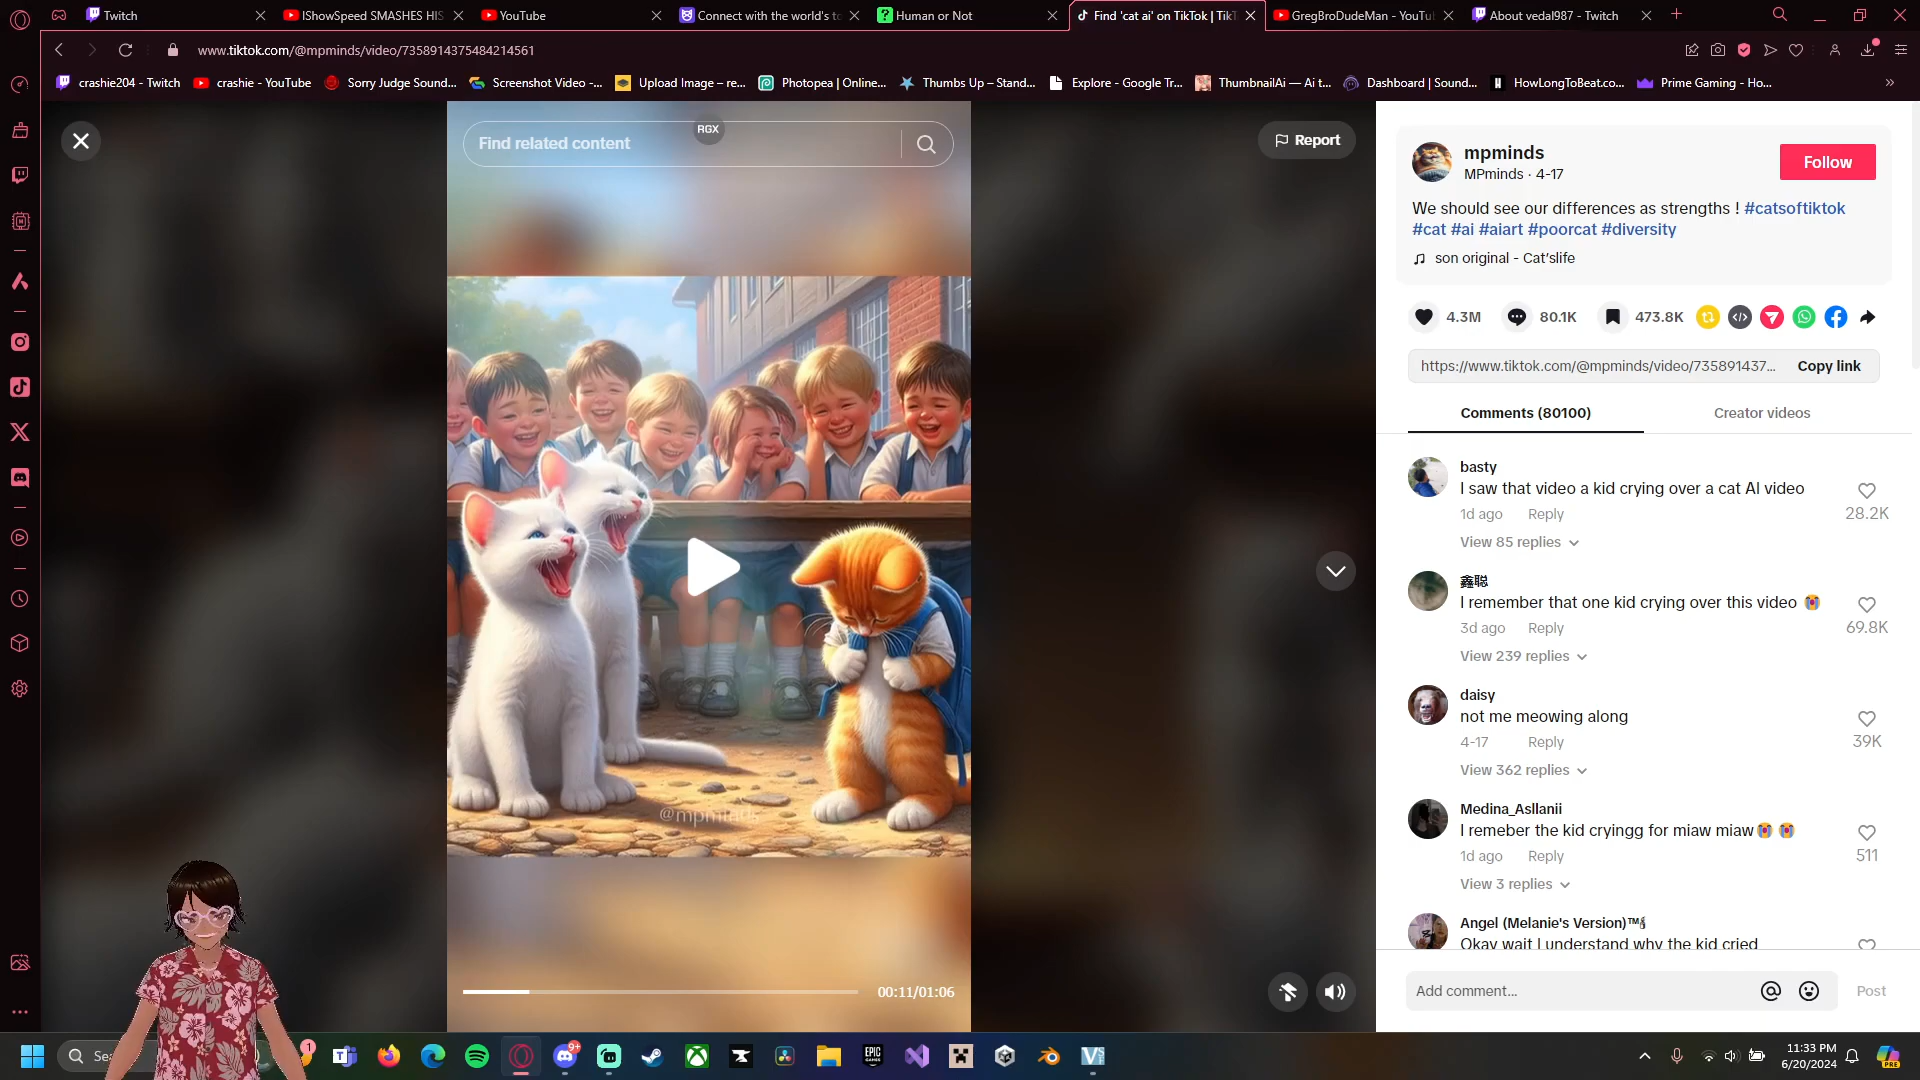 Twitch
IShowSpeed SMASHES HIS
YouTube
Connect with the world's to
Human or Not
Find 'cat ai' on TikTok | TikT
GregBroDudeMan - YouTu
About vedal987 - Twitch
www.tiktok.com/@mpminds/video/7358914375484214561
crashie204 - Twitch
crashie - YouTube
Sorry Judge Sound...
Screenshot Video -...
Upload Image – re...
Photopea | Online...
Thumbs Up – Stand...
Explore - Google Tr...
ThumbnailAi — Ai t...
Dashboard | Sound...
HowLongToBeat.co...
Prime Gaming - Ho...
Find related content
RGX
Report
mpminds
MPminds · 4-17
Follow
We should see our differences as strengths ! #catsoftiktok
#cat #ai #aiart #poorcat #diversity
son original - Cat'slife
4.3M
80.1K
473.8K
https://www.tiktok.com/@mpminds/video/735891437...
Copy link
Comments (80100)
Creator videos
basty
I saw that video a kid crying over a cat AI video
1d ago Reply
28.2K
View 85 replies
鑫聪
I remember that one kid crying over this video 😭
3d ago Reply
69.8K
View 239 replies
daisy
not me meowing along
4-17 Reply
39K
View 362 replies
Medina_Asllanii
I remeber the kid cryingg for miaw miaw😭 😭
1d ago Reply
511
View 3 replies
Angel (Melanie's Version)™
Okay wait I understand why the kid cried
@mpminds
00:11/01:06
Add comment...
Post
Sea
1
9+
EPIC GAMES
11:33 PM
6/20/2024
PRE